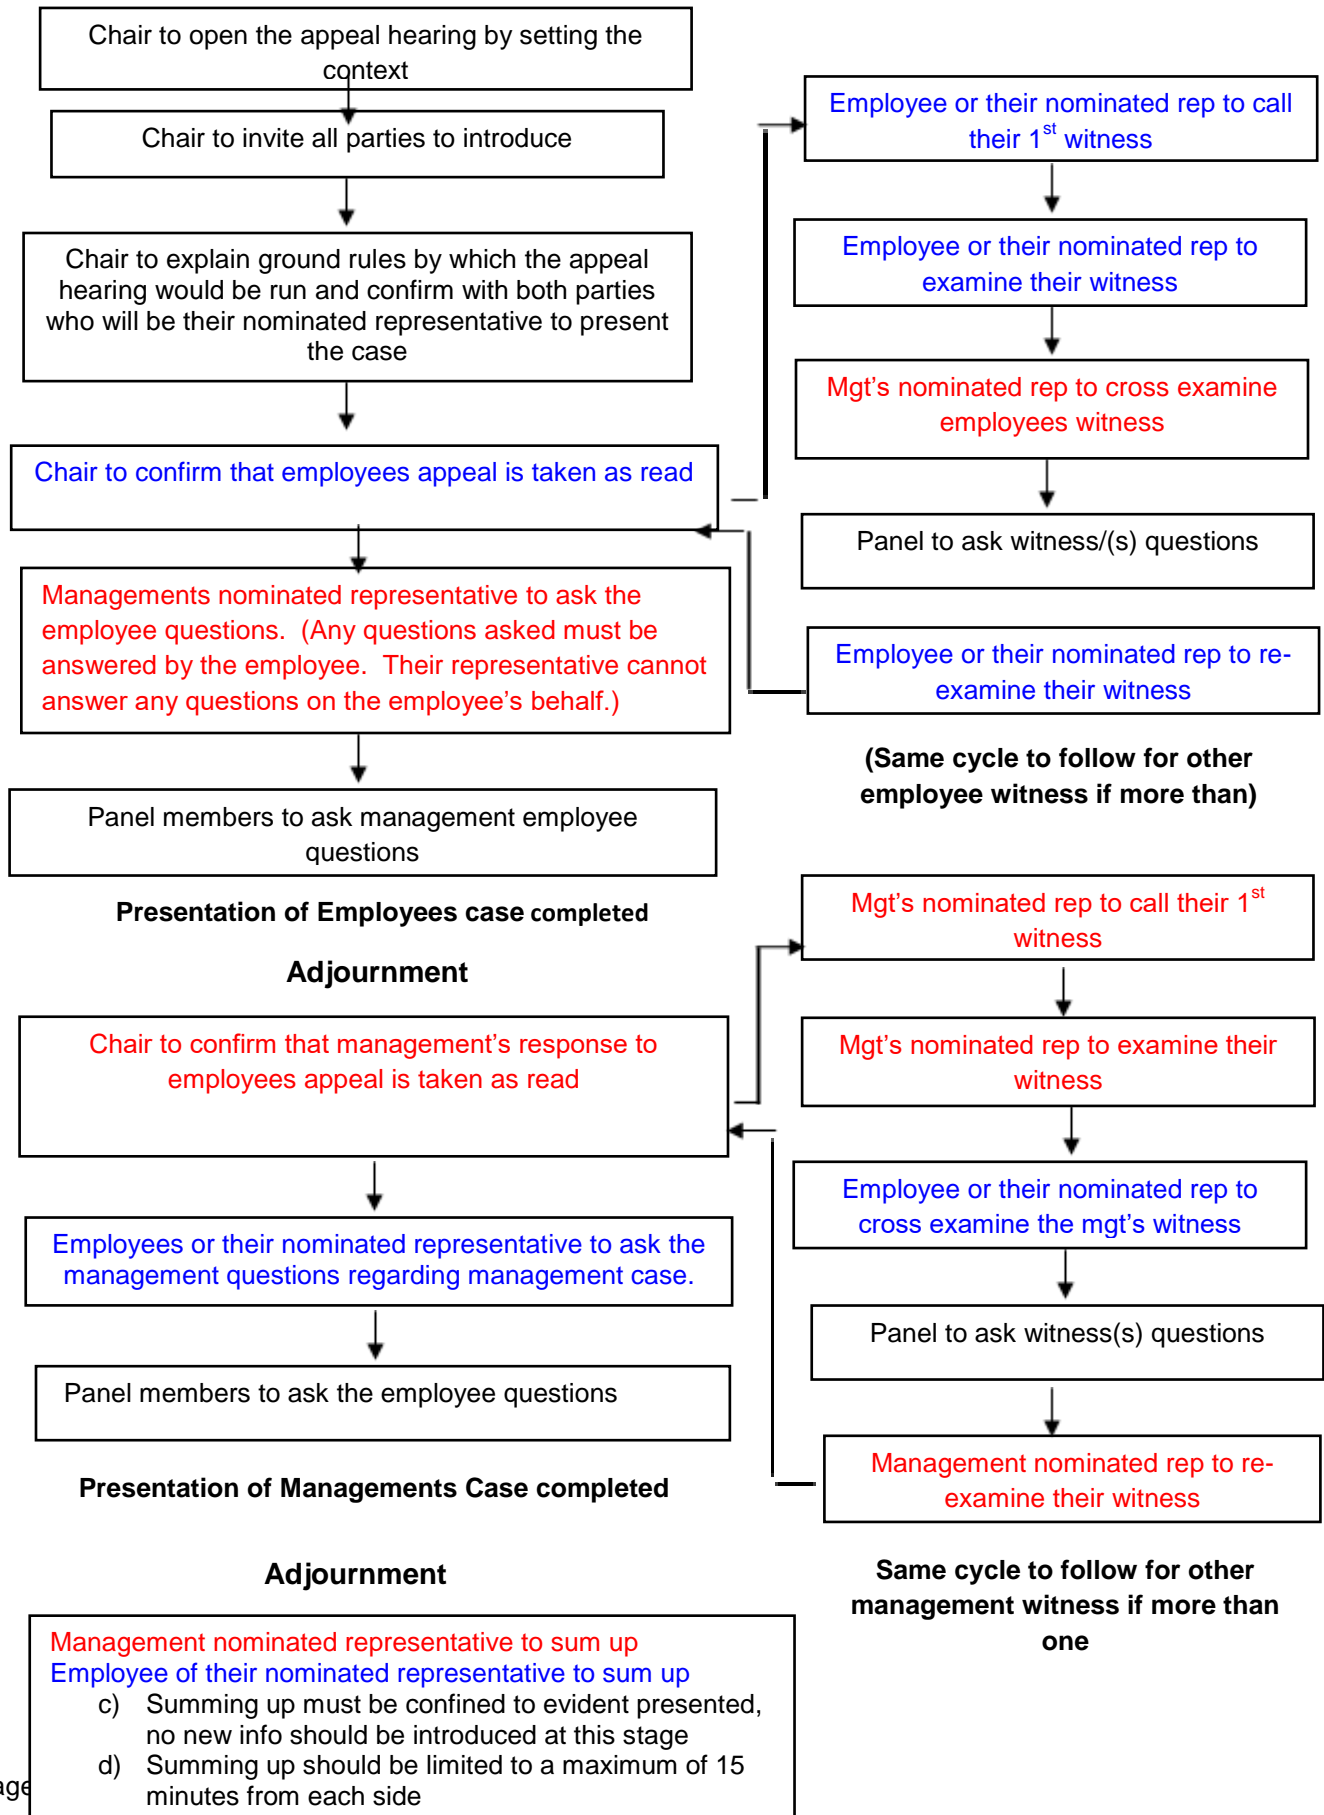 Chair to open the appeal hearing by setting the
context
Chair to invite all parties to introduce
Chair to explain ground rules by which the appeal
hearing would be run and confirm with both parties
who will be their nominated representative to present
the case
Chair to confirm that employees appeal is taken as read
Managements nominated representative to ask the
employee questions. (Any questions asked must be
answered by the employee. Their representative cannot
answer any questions on the employee's behalf.)
Panel members to ask management employee
questions
Presentation of Employees case completed
Adjournment
Employee or their nominated rep to call
their 1st witness
Employee or their nominated rep to
examine their witness
Mgt's nominated rep to cross examine
employees witness
Panel to ask witness/(s) questions
Employee or their nominated rep to re-
examine their witness
(Same cycle to follow for other
employee witness if more than)
Chair to confirm that management's response to
employees appeal is taken as read
Employees or their nominated representative to ask the
management questions regarding management case.
Panel members to ask the employee questions
Presentation of Managements Case completed
Adjournment
Mgt's nominated rep to call their 1st
witness
Mgt's nominated rep to examine their
witness
Employee or their nominated rep to
cross examine the mgt's witness
Panel to ask witness(s) questions
Management nominated rep to re-
examine their witness
Same cycle to follow for other
management witness if more than
one
Management nominated representative to sum up
Employee of their nominated representative to sum up
c) Summing up must be confined to evident presented,
no new info should be introduced at this stage
d) Summing up should be limited to a maximum of 15
minutes from each side